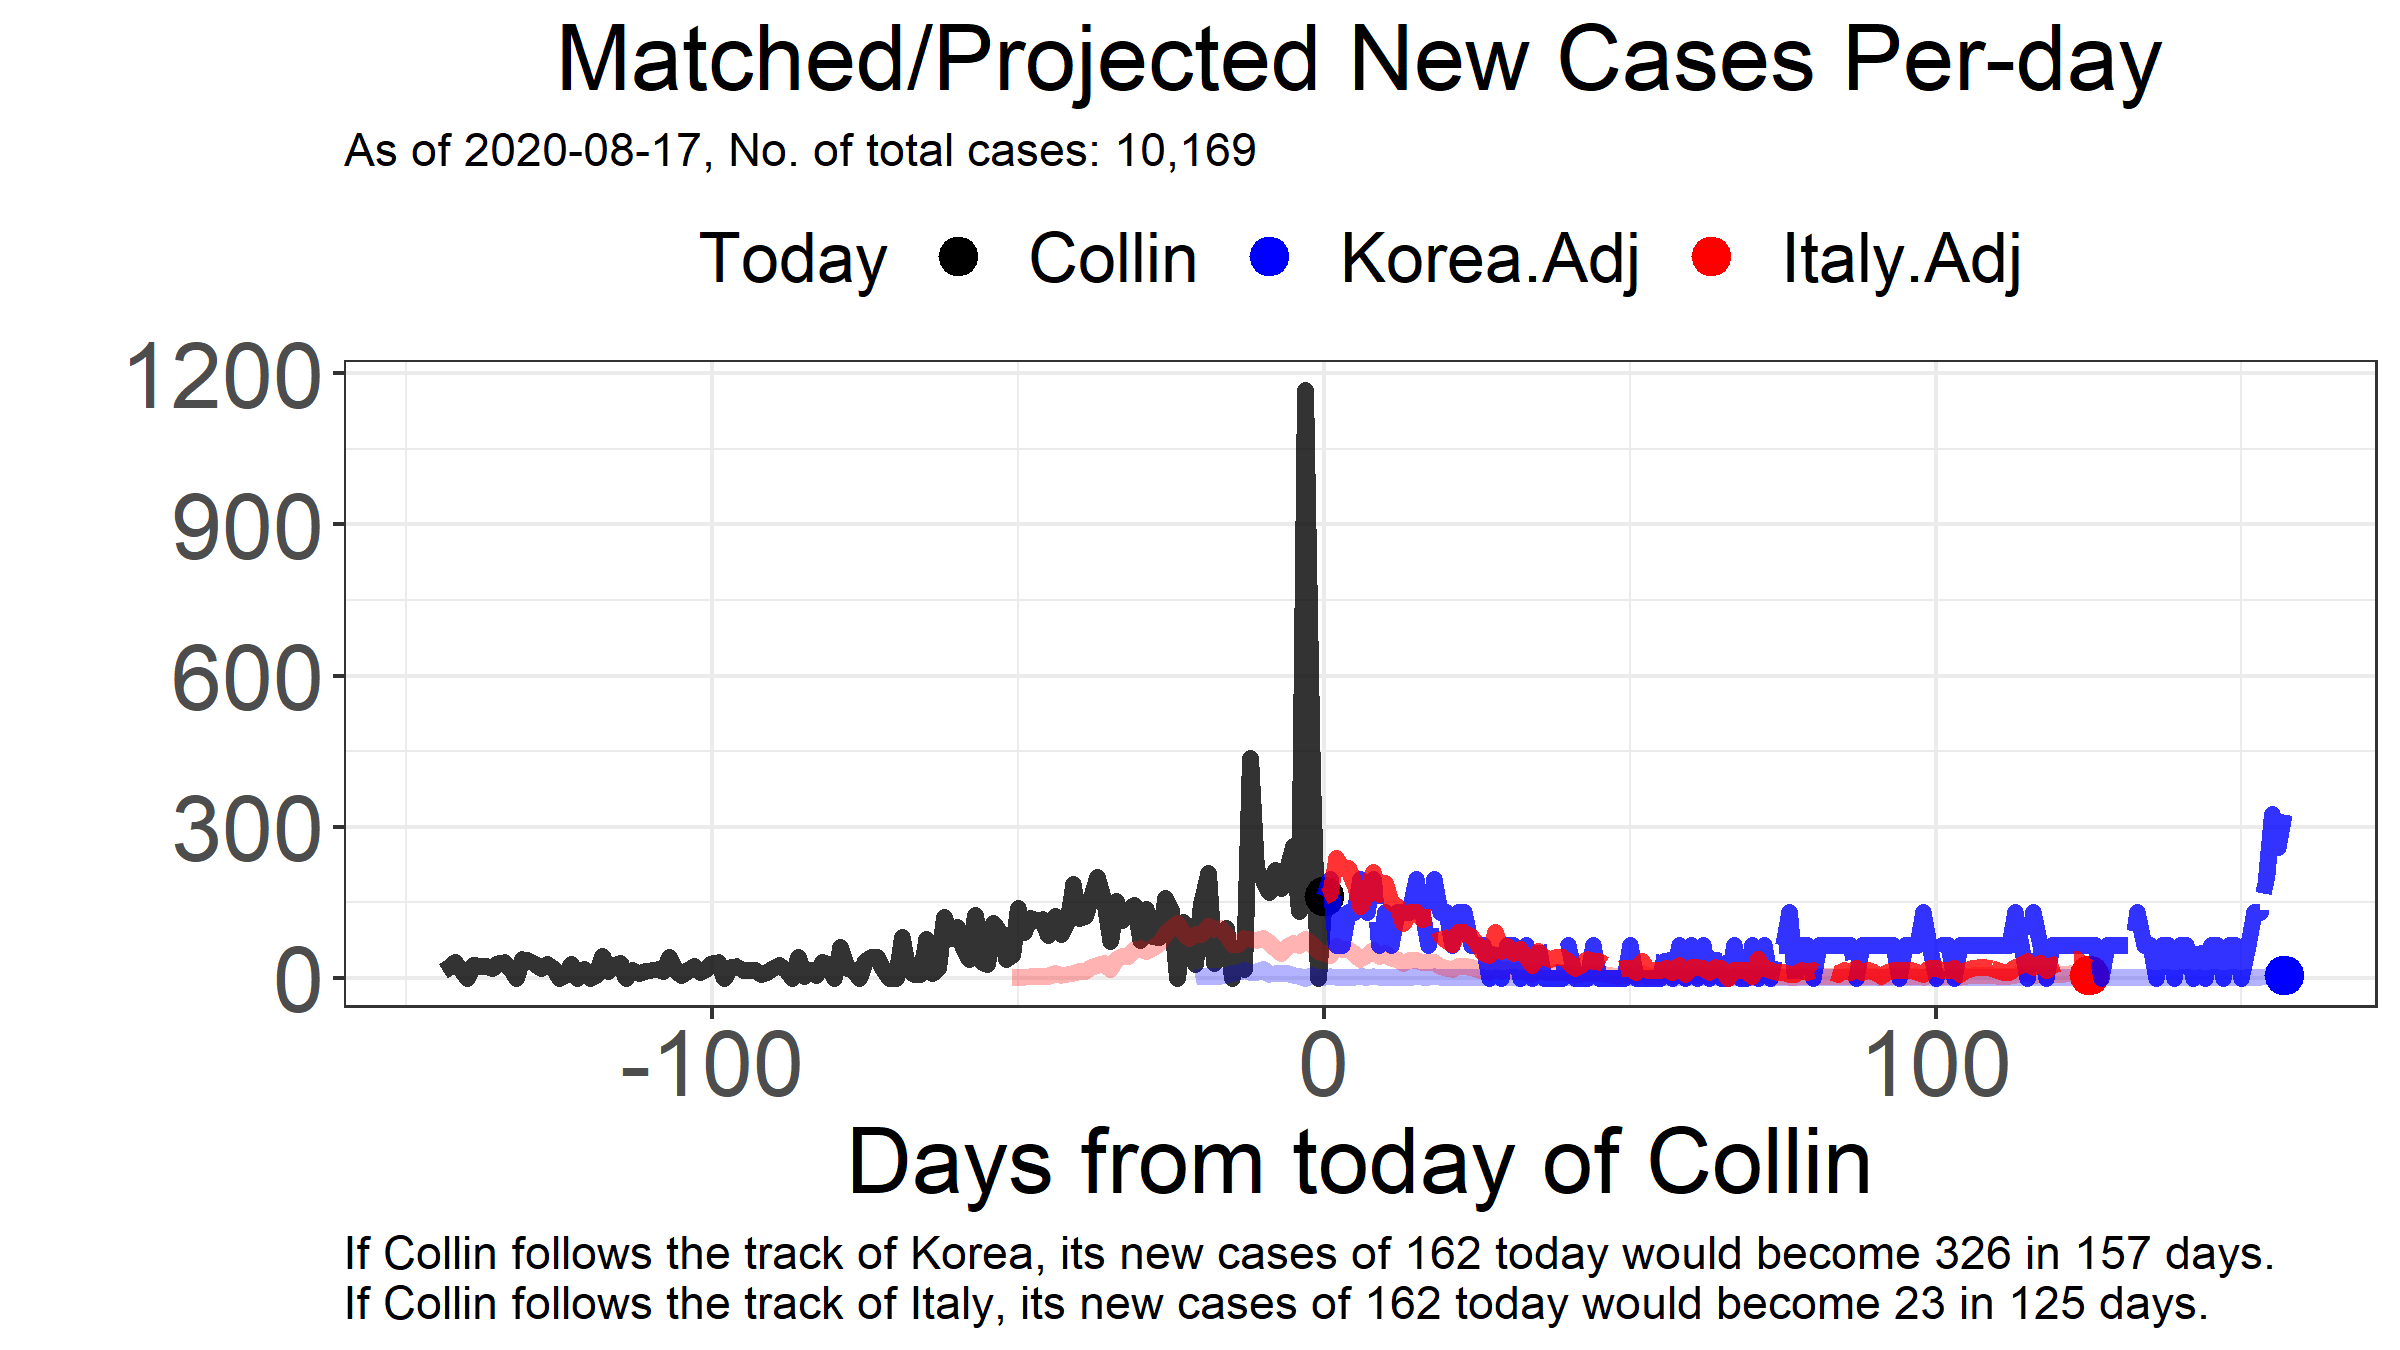 Matched/Projected New Cases Per-day
As of 2020-08-17, No. of total cases: 10,169
Today Collin Korea.Adj Italy.Adj
1200
900
600
300
0
-100 0 100
Days from today of Collin
If Collin follows the track of Korea, its new cases of 162 today would become 326 in 157 days.
If Collin follows the track of Italy, its new cases of 162 today would become 23 in 125 days.